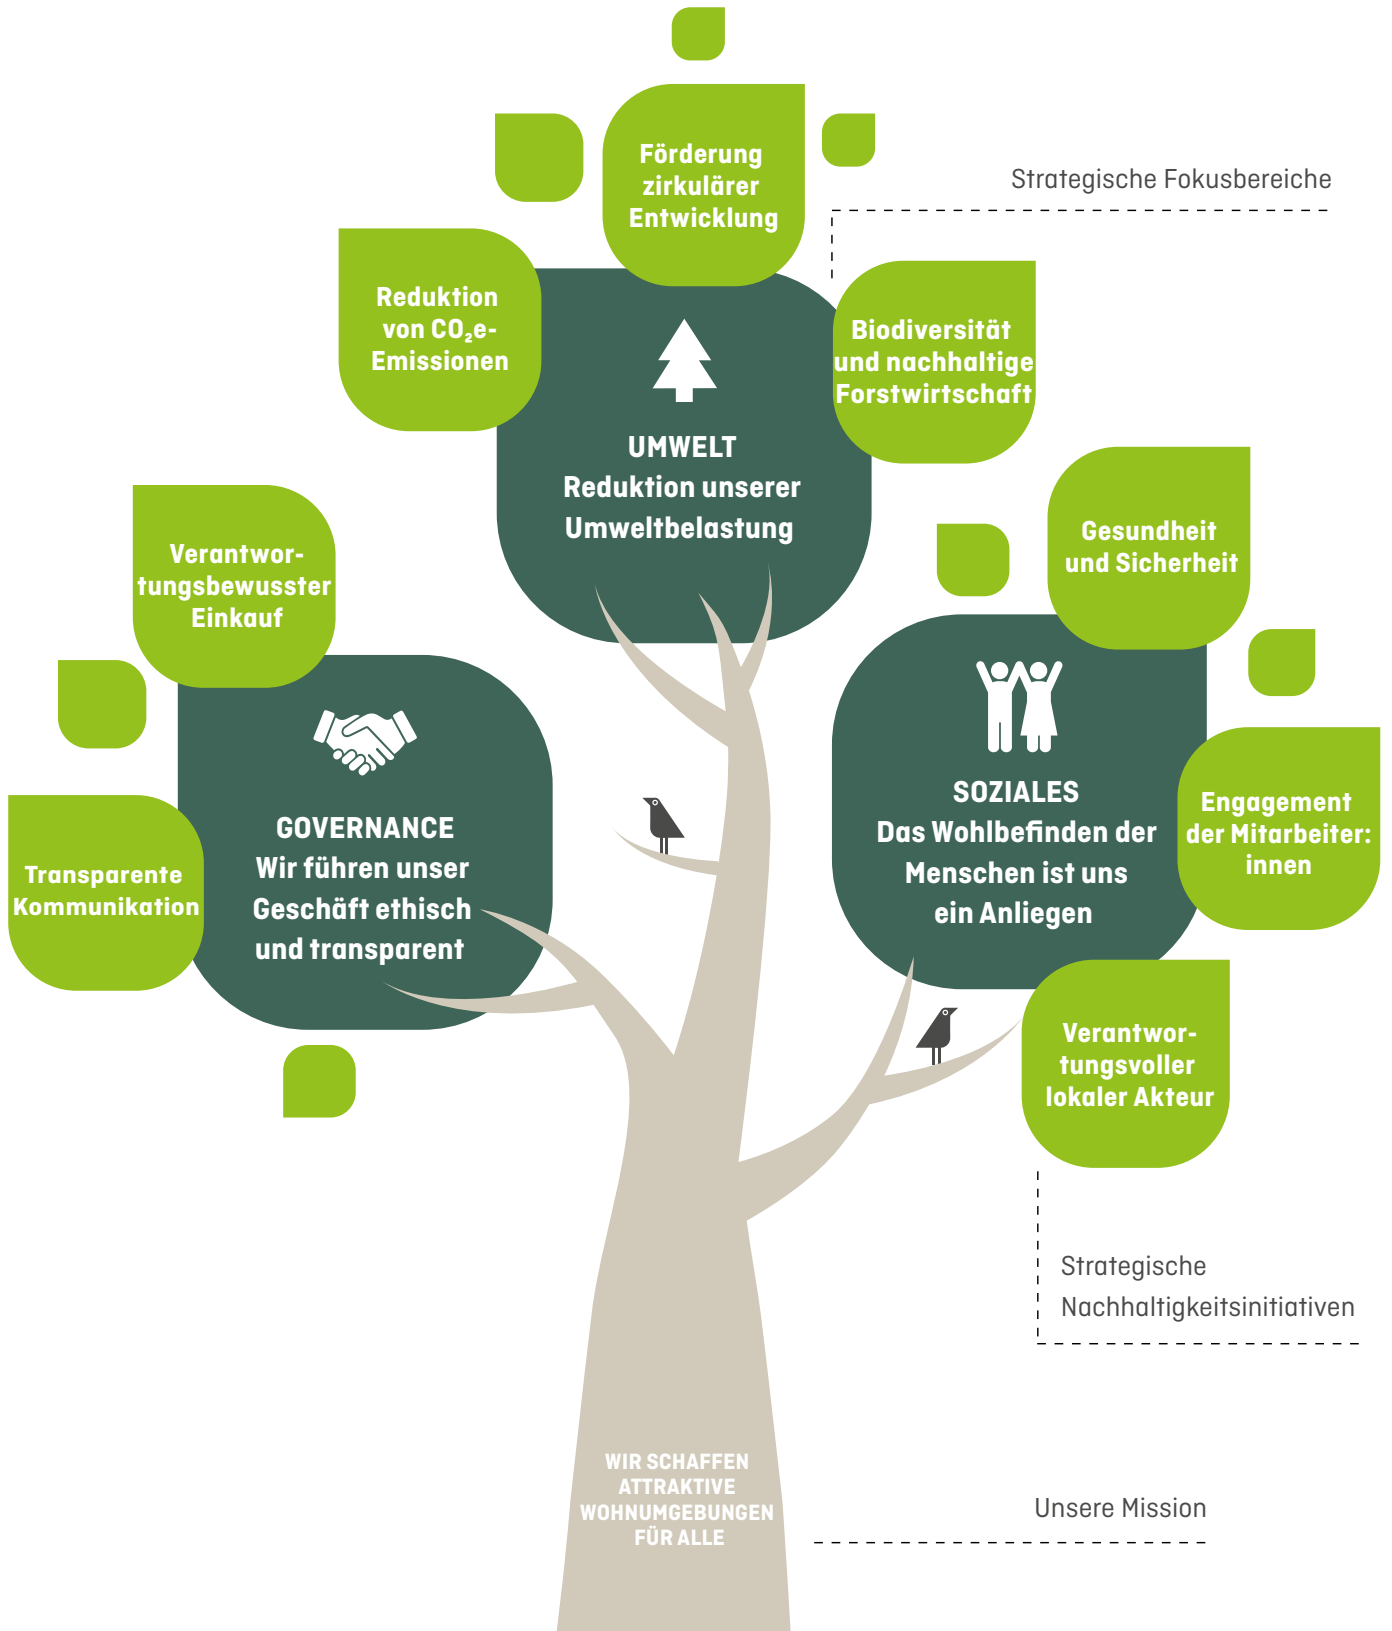 Förderung
zirkulärer
Entwicklung
Strategische Fokusbereiche
Reduktion
von CO₂e-
Emissionen
Biodiversität
und nachhaltige
Forstwirtschaft
UMWELT
Reduktion unserer
Umweltbelastung
Gesundheit
und Sicherheit
Verantwor-
tungsbewusster
Einkauf
SOZIALES
Das Wohlbefinden der
Menschen ist uns
ein Anliegen
Engagement
der Mitarbeiter:
innen
GOVERNANCE
Wir führen unser
Geschäft ethisch
und transparent
Transparente
Kommunikation
Verantwor-
tungsvoller
lokaler Akteur
Strategische
Nachhaltigkeitsinitiativen
WIR SCHAFFEN
ATTRAKTIVE
WOHNUMGEBUNGEN
FÜR ALLE
Unsere Mission